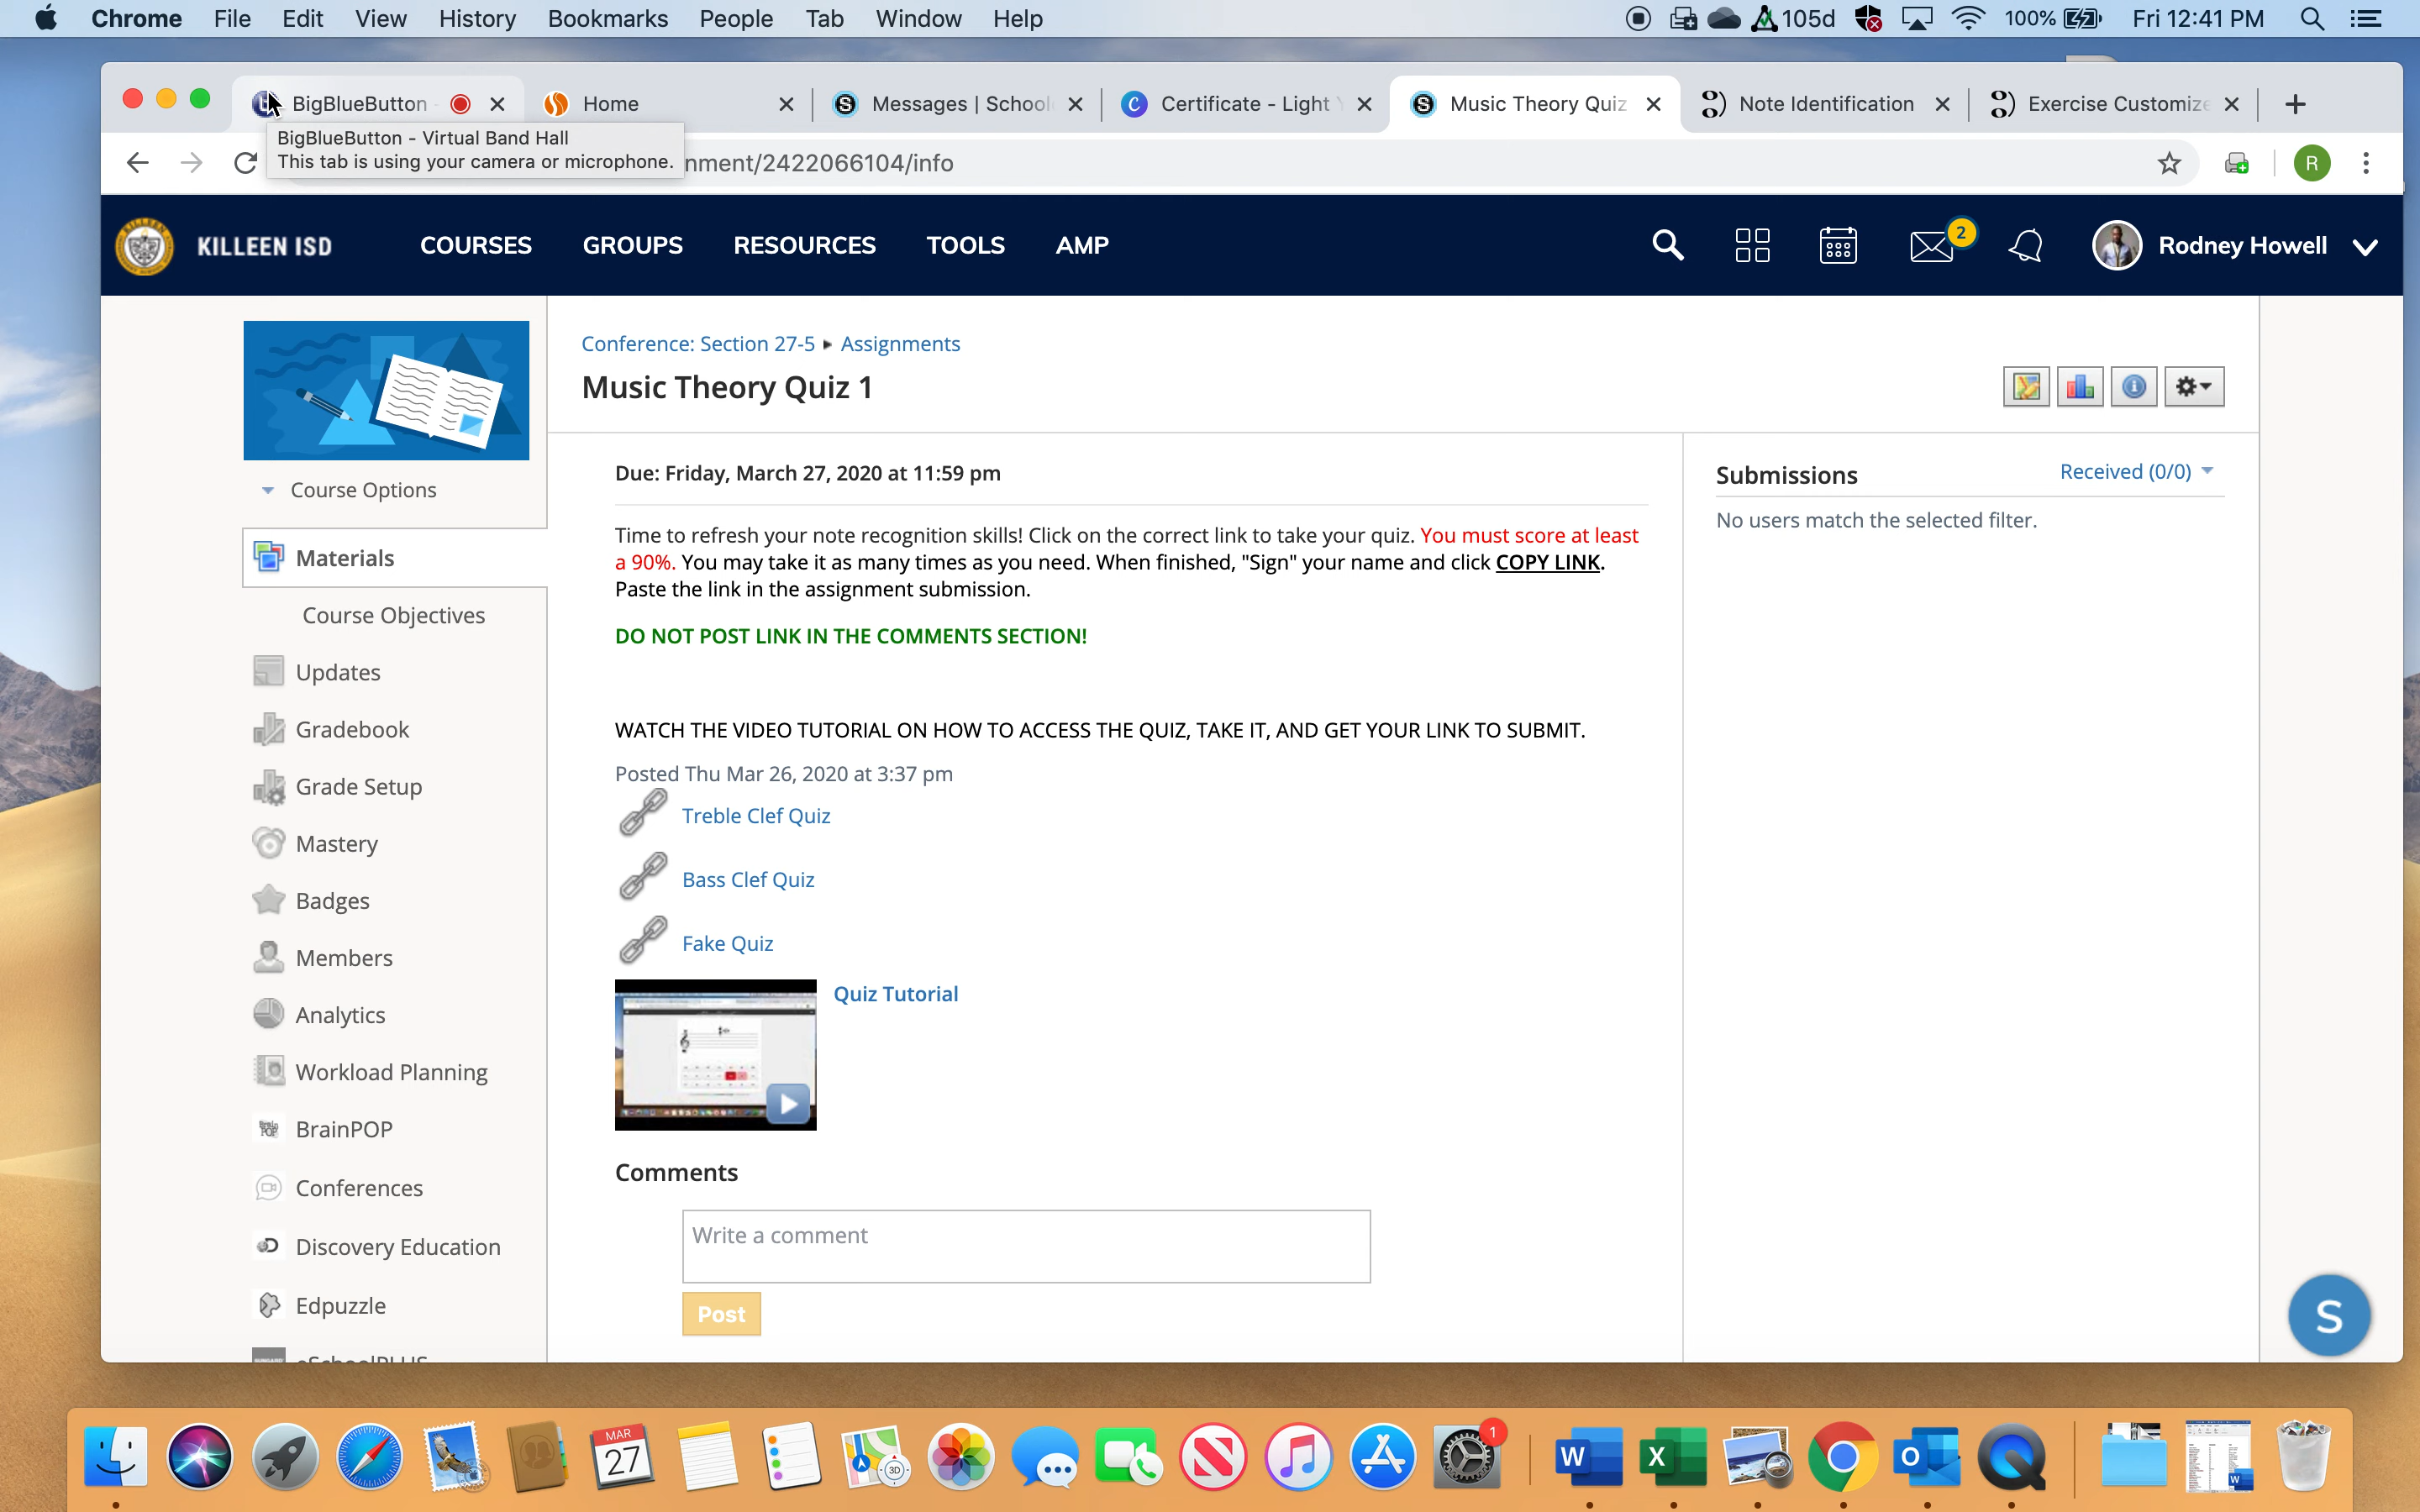 Chrome File Edit View History Bookmarks People Tab Window Help 105d 100% Fri 12:41 PM
BigBlueButton - Home Messages | School Certificate - Light Music Theory Quiz Note Identification Exercise Customize
BigBlueButton - Virtual Band Hall
This tab is using your camera or microphone.
nment/2422066104/info R
KILLEEN ISD COURSES GROUPS RESOURCES TOOLS AMP 2 Rodney Howell
Conference: Section 27-5 Assignments
Music Theory Quiz 1
Course Options
Materials
Course Objectives
Updates
Gradebook
Grade Setup
Mastery
Badges
Members
Analytics
Workload Planning
BrainPOP
Conferences
Discovery Education
Edpuzzle
eSchoolPLUS
Due: Friday, March 27, 2020 at 11:59 pm
Time to refresh your note recognition skills! Click on the correct link to take your quiz. You must score at least
a 90%. You may take it as many times as you need. When finished, "Sign" your name and click COPY LINK.
Paste the link in the assignment submission.
DO NOT POST LINK IN THE COMMENTS SECTION!
WATCH THE VIDEO TUTORIAL ON HOW TO ACCESS THE QUIZ, TAKE IT, AND GET YOUR LINK TO SUBMIT.
Posted Thu Mar 26, 2020 at 3:37 pm
Treble Clef Quiz
Bass Clef Quiz
Fake Quiz
Quiz Tutorial
Comments
Write a comment
Post
Submissions Received (0/0)
No users match the selected filter.
S
MAR
27
3D
1
W
X
O
W